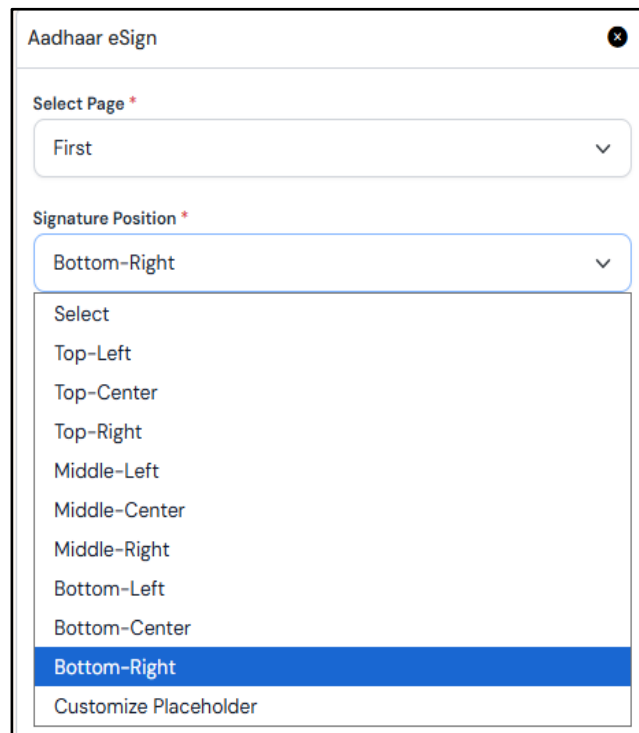 Aadhaar eSign
Select Page *
First
Signature Position *
Bottom-Right
Select
Top-Left
Top-Center
Top-Right
Middle-Left
Middle-Center
Middle-Right
Bottom-Left
Bottom-Center
Bottom-Right
Customize Placeholder